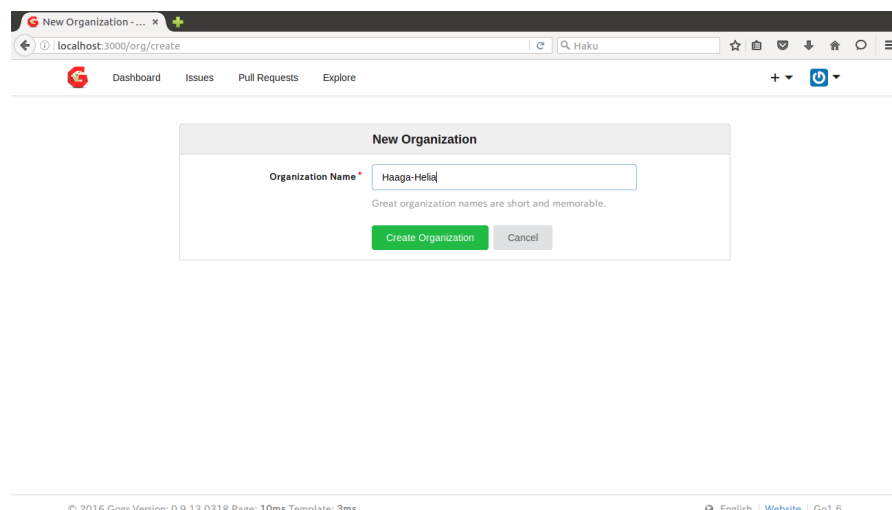 New Organization - ...
localhost:3000/org/create
Haku
Dashboard Issues Pull Requests Explore
New Organization
Organization Name *
Haaga-Helia
Great organization names are short and memorable.
Create Organization Cancel
© 2016 Gogs Version: 0.9.13.0318 Page: 10ms Template: 3ms
English Website Go1.6